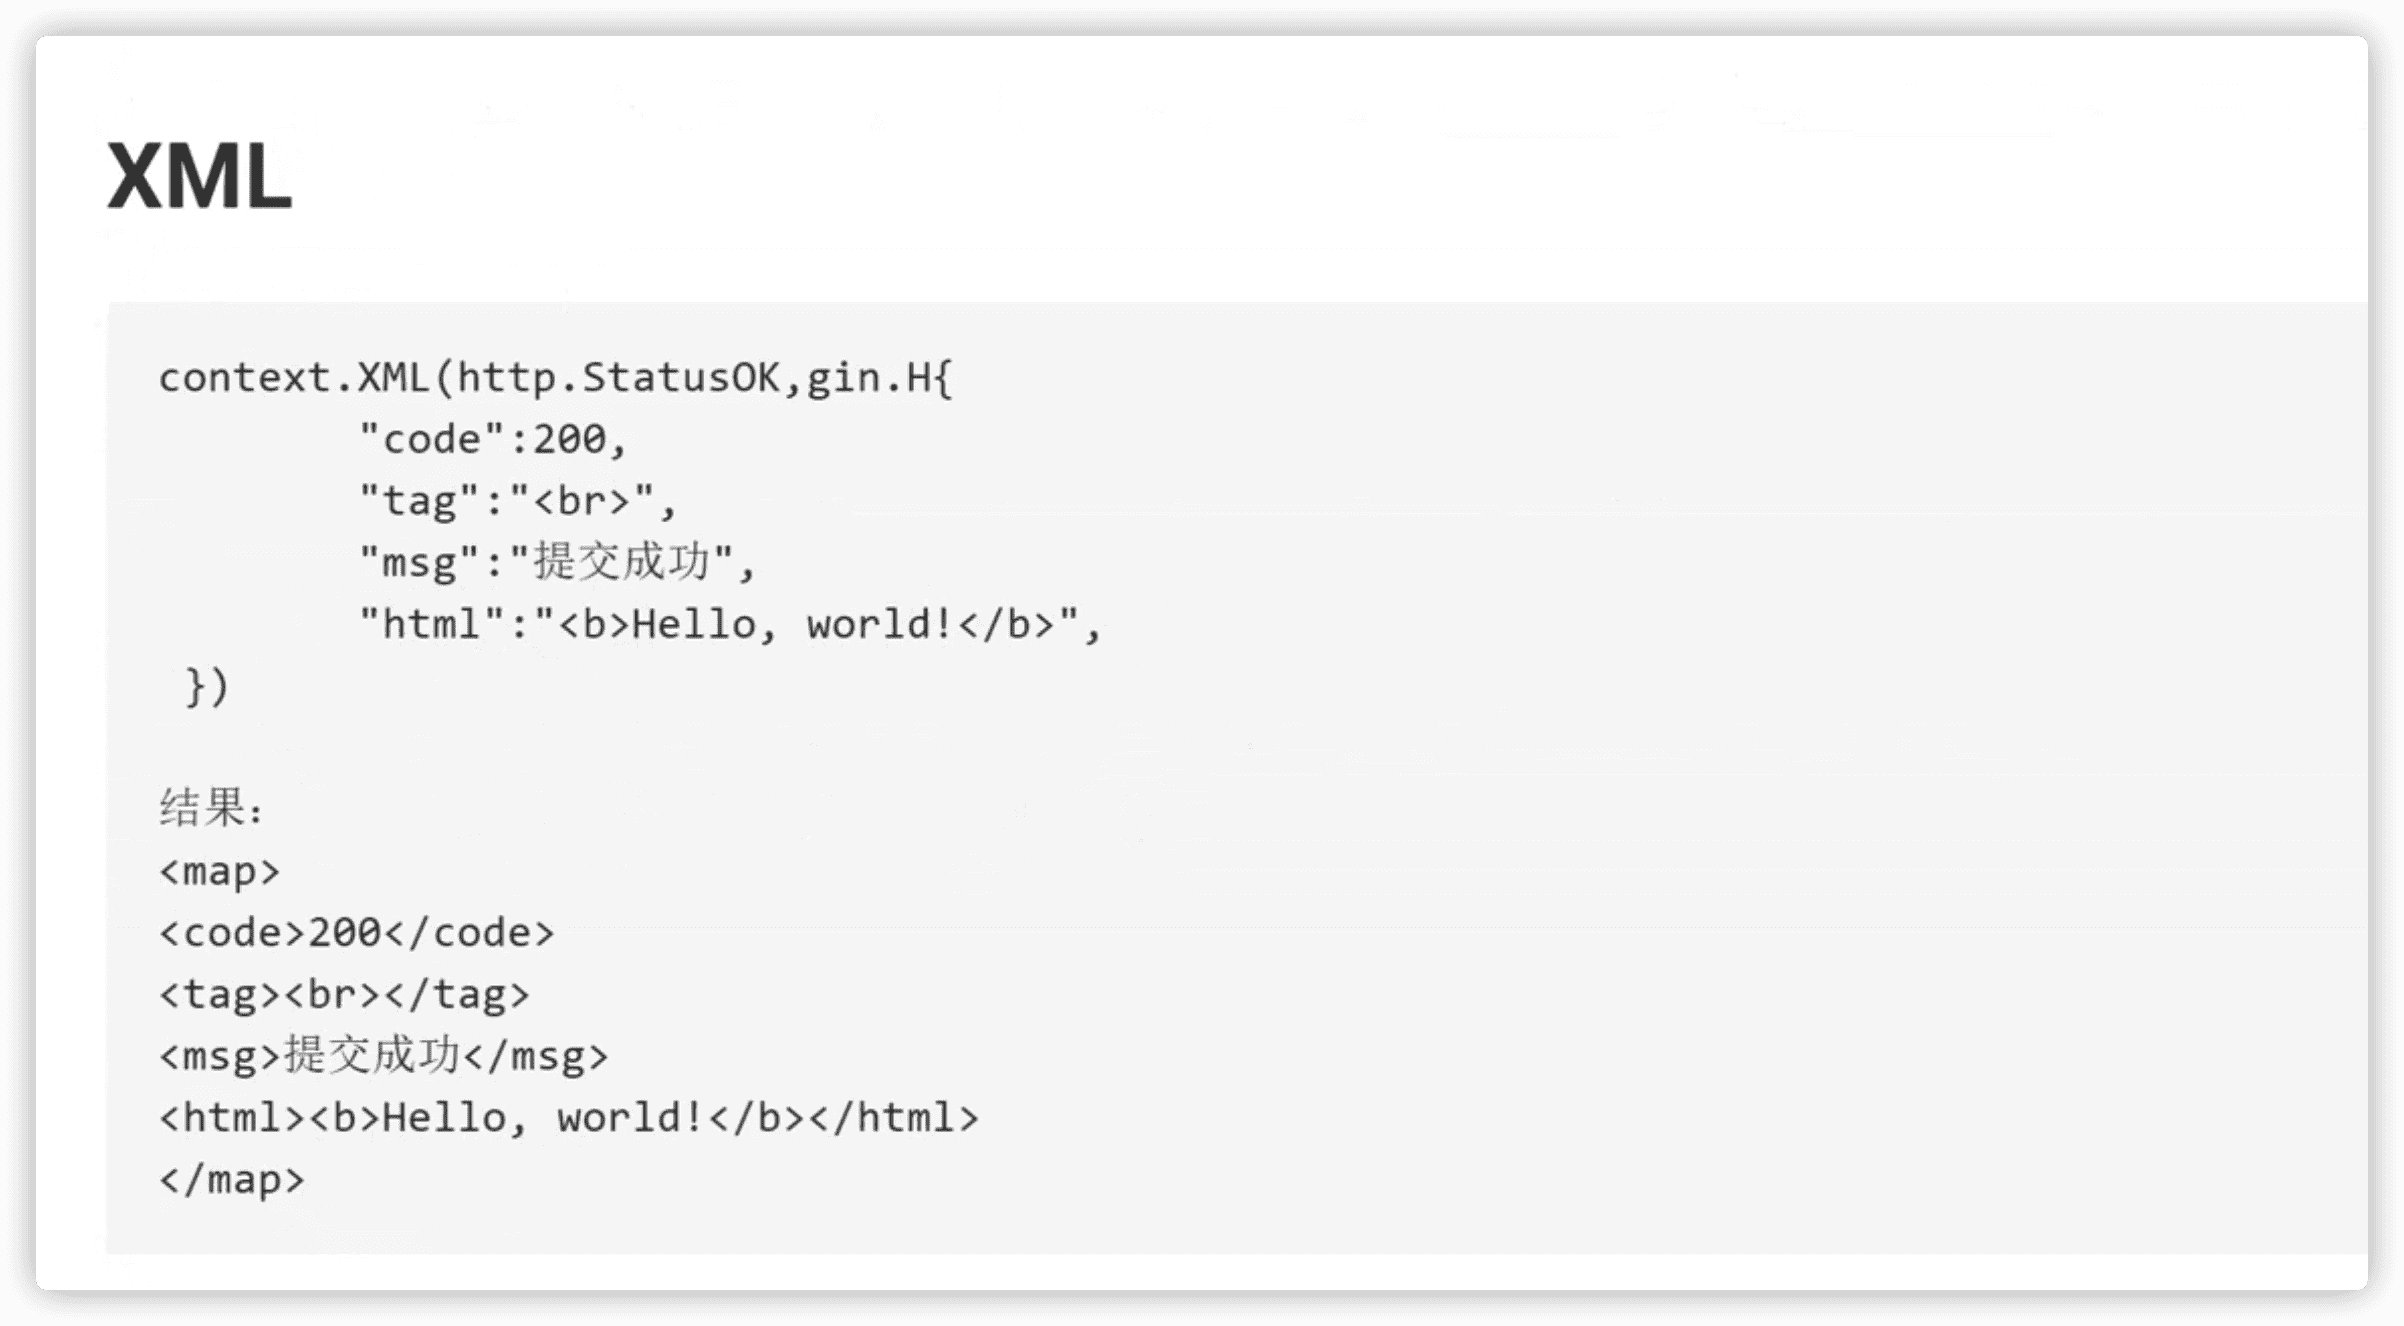 XML
context.XML(http.StatusOK,gin.H{
"code":200,
"tag":"<br>",
"msg":"提交成功",
"html":"<b>Hello, world!</b>",
})
结果：
<map>
<code>200</code>
<tag><br></tag>
<msg>提交成功</msg>
<html><b>Hello, world!</b></html>
</map>